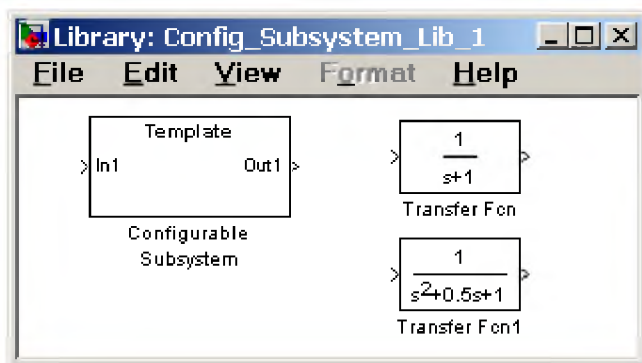 Library: Config_Subsystem_Lib_1
File Edit View Format Help
Template
In1 Out1
Configurable
Subsystem
1
s+1
Transfer Fcn
1
s²+0.5s+1
Transfer Fcn1